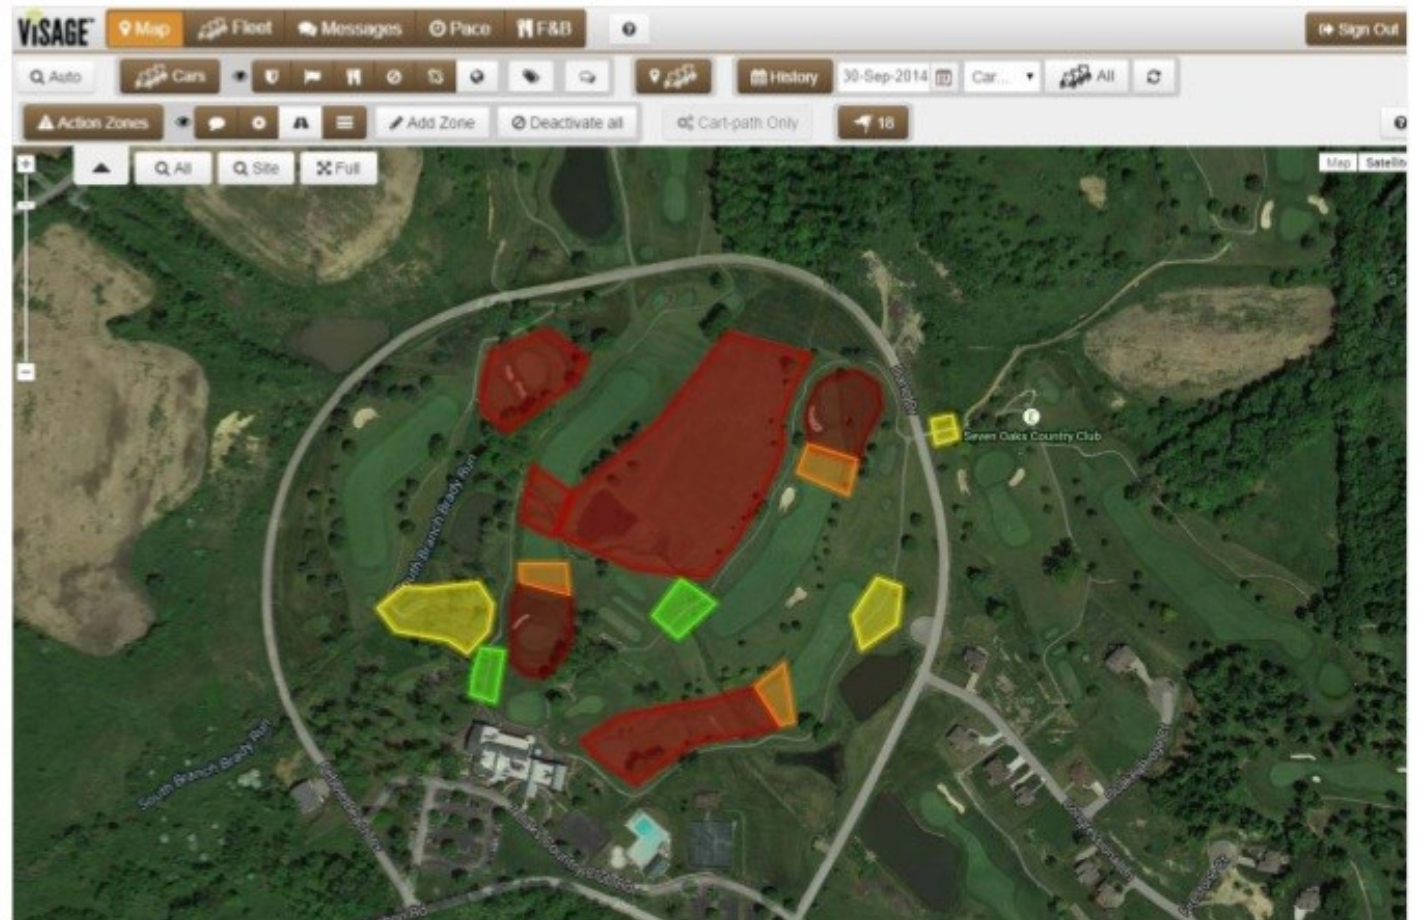 ViSAGE™ Map Fleet Messages Pace F&B Sign Out
Auto Cars History 30-Sep-2014 Car... All
Action Zones Add Zone Deactivate all Cart-path Only 18
All Site Full Map Satellite
Seven Oaks Country Club
South Branch Brady Run
South Branch Brady Run